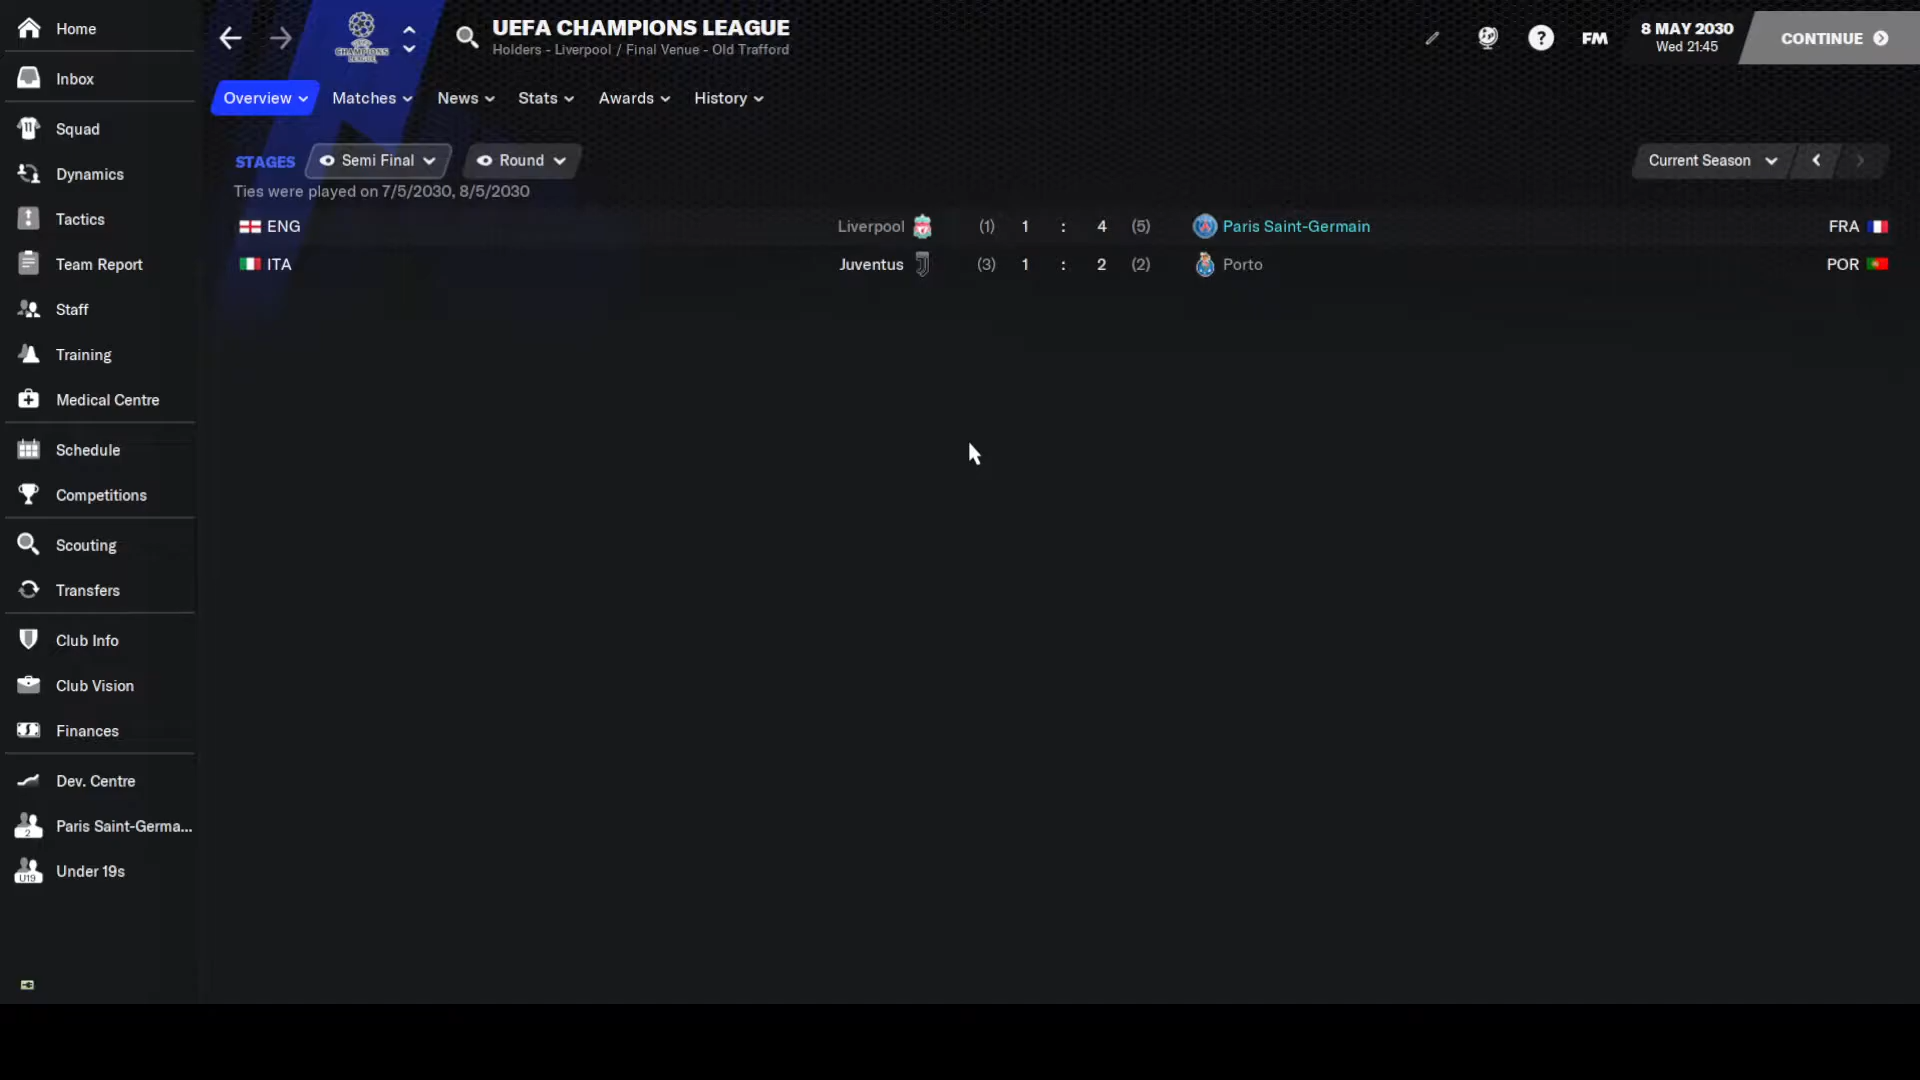 Home
Inbox
Squad
Dynamics
Tactics
Team Report
Staff
Training
Medical Centre
Schedule
Competitions
Scouting
Transfers
Club Info
Club Vision
Finances
Dev. Centre
2 Paris Saint-Germa...
U19 Under 19s
CHAMPIONS LEAGUE
UEFA CHAMPIONS LEAGUE
Holders - Liverpool / Final Venue - Old Trafford
? FM
8 MAY 2030
Wed 21:45
CONTINUE
Overview Matches News Stats Awards History
STAGES Semi Final Round Current Season
Ties were played on 7/5/2030, 8/5/2030
ENG Liverpool (1) 1 : 4 (5) Paris Saint-Germain FRA
ITA Juventus (3) 1 : 2 (2) Porto POR